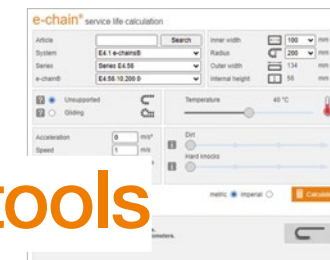 e-chain® service life calculation
Article Search Inner width 100 mm
System E4.1 e-chains® Radius 200 mm
Series Series E4.56 Outer width 134 mm
e-chain® E4.56.10.200.0 Internal height 56 mm
? Unsupported Temperature 40 °C
? Gliding
Acceleration 0 m/s² Dirt
Speed 1 m/s Hard knocks
metric imperial Calculate
tools